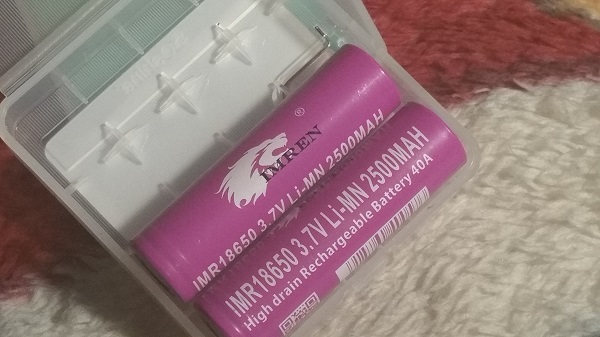 IMREN
®
IMR18650 3.7V Li-MN 2500MAH
IMR18650 3.7V Li-MN 2500MAH
High drain Rechargeable Battery 40A